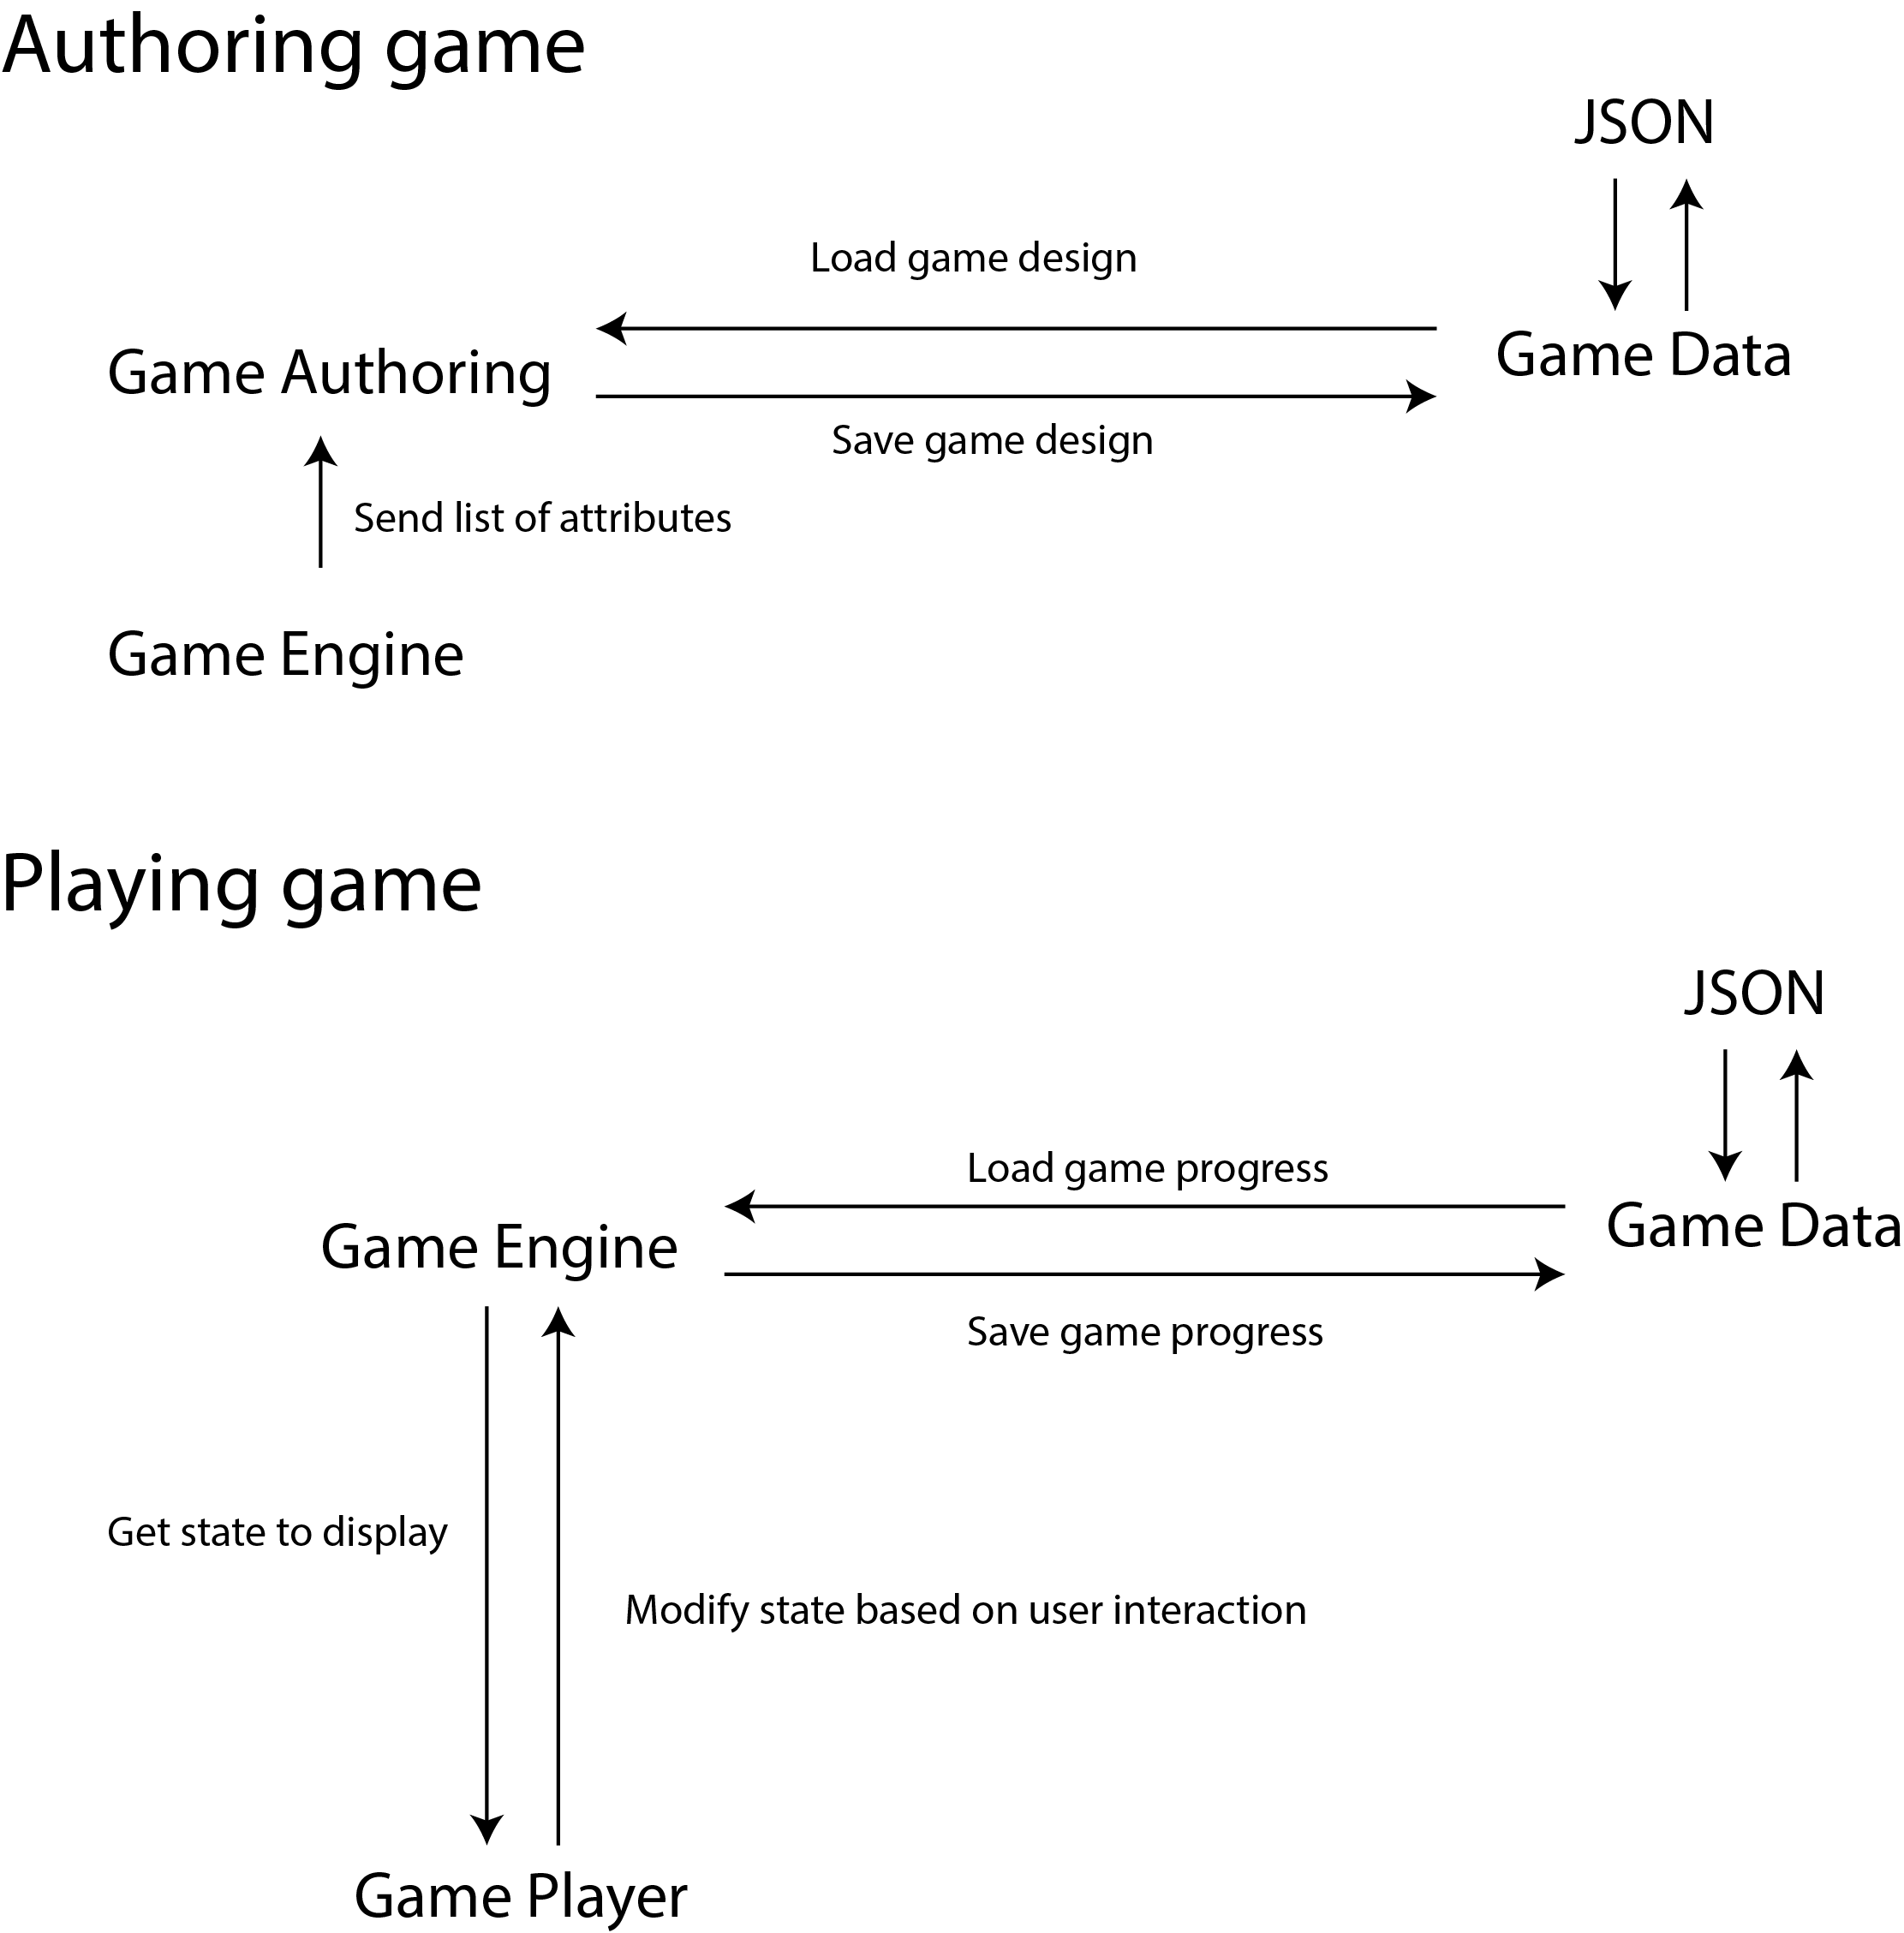 Authoring game
JSON
Load game design
Game Data
Game Authoring
Save game design
Send list of attributes
Game Engine
Playing game
JSON
Load game progress
Game Data
Game Engine
Save game progress
Get state to display
Modify state based on user interaction
Game Player